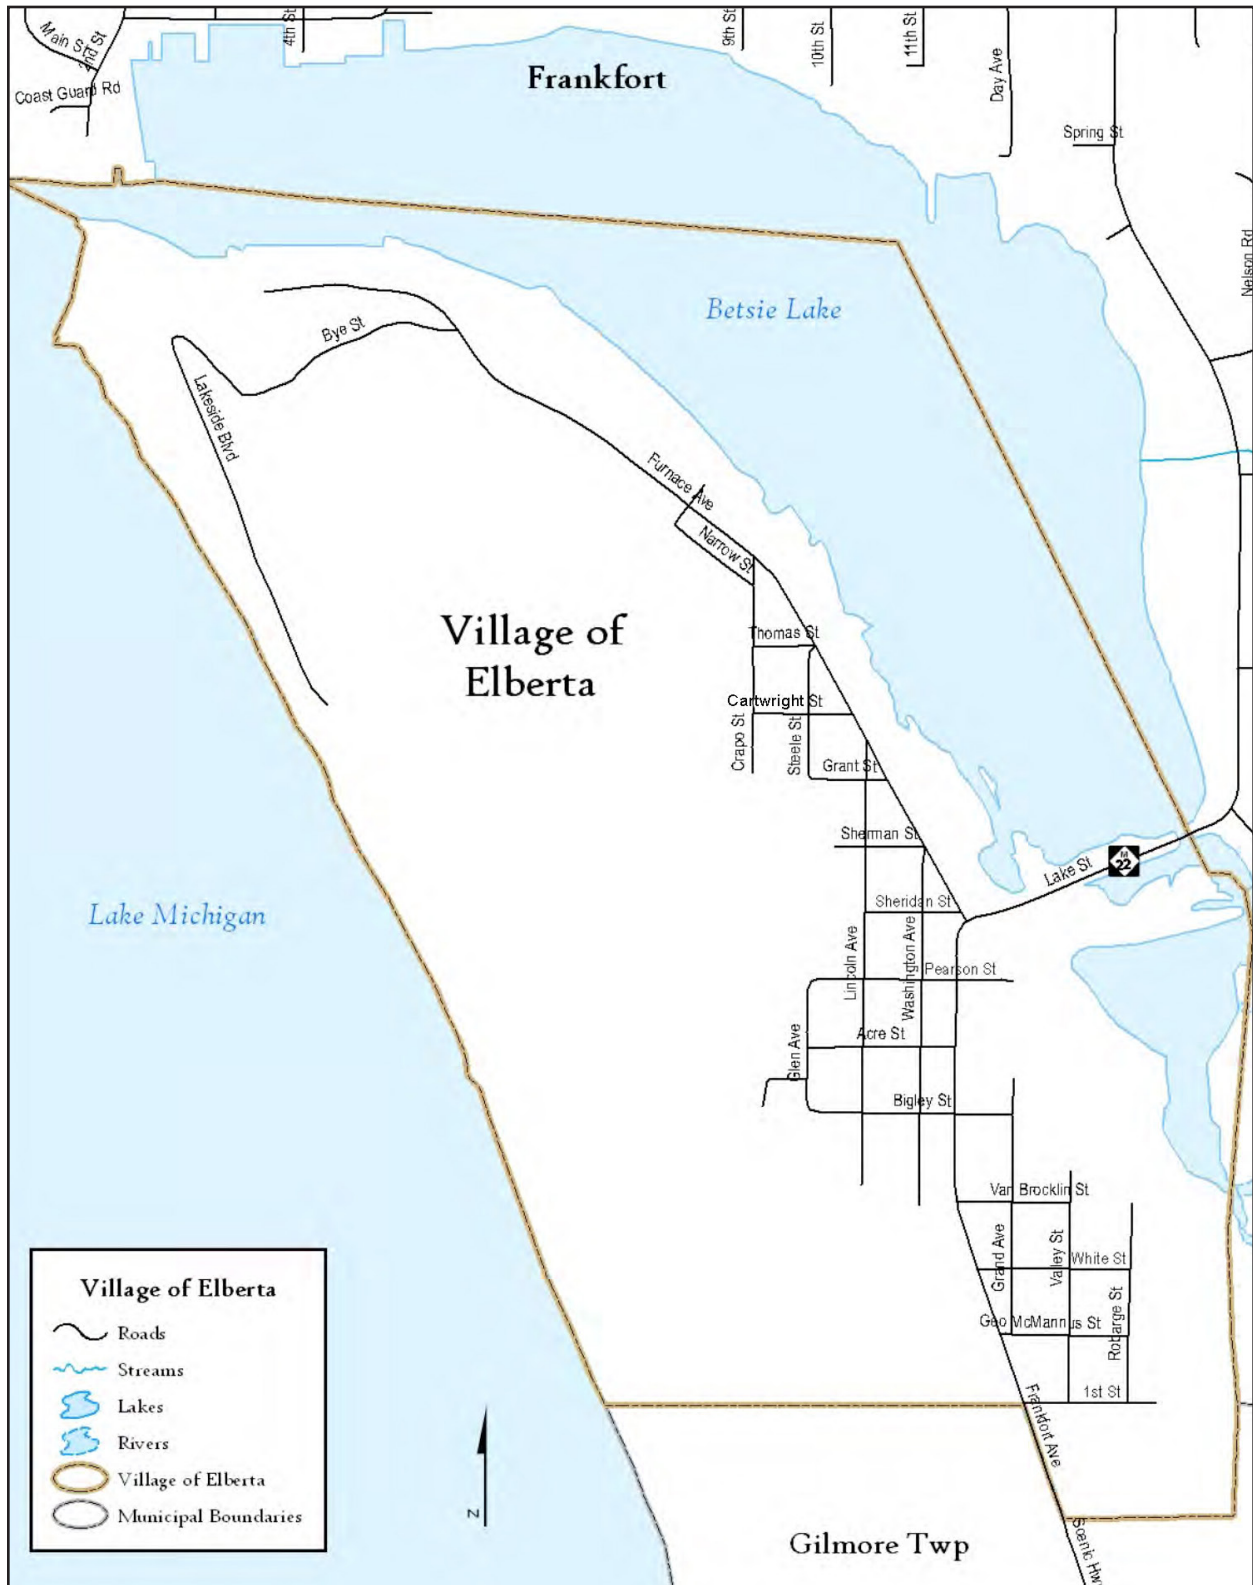 Main St
2nd St
4th St
9th St
10th St
11th St
Day Ave
Frankfort
Coast Guard Rd
Spring St
Nelson Rd
Betsie Lake
Bye St
Lakeside Blvd
Furnace Ave
Narrow St
Village of
Elberta
Thomas St
Cartwright St
Crapo St
Steele St
Grant St
Sherman St
Lake St
M
22
Sheridan St
Lake Michigan
Lincoln Ave
Washington Ave
Pearson St
Acre St
Glen Ave
Bigley St
Van Brocklin St
Grand Ave
Valley St
White St
Geo McMannus St
Robarge St
1st St
Frankfort Ave
Scenic Hwy
Village of Elberta
Roads
Streams
Lakes
Rivers
Village of Elberta
Municipal Boundaries
N
Gilmore Twp